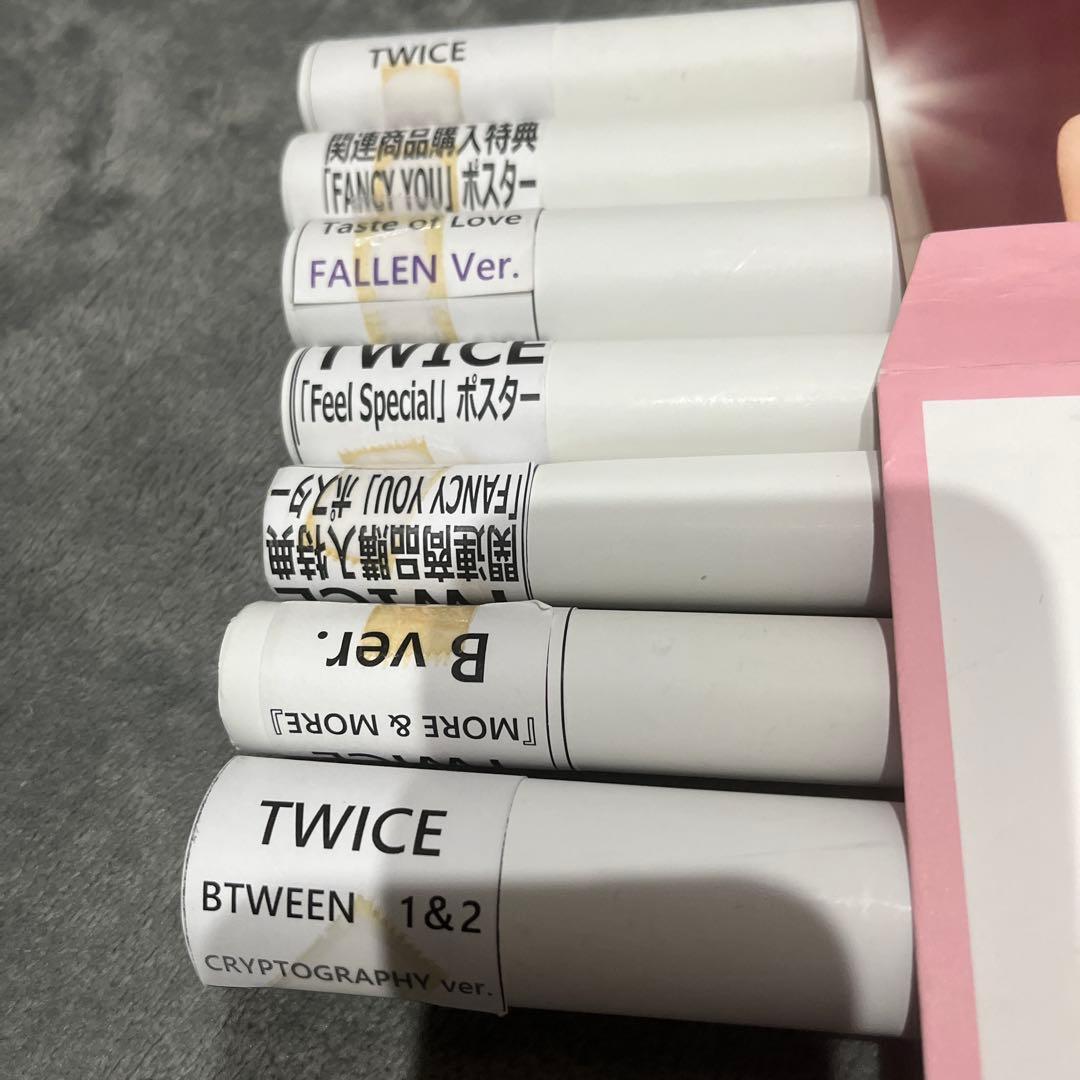 TWICE
関連商品購入特典
「FANCY YOU」ポスター
Taste of Love
FALLEN Ver.
TWICE
「Feel Special」ポスター
TWICE
関連商品購入特典
「FANCY YOU」ポスター
TWICE
『MORE & MORE』
B ver.
TWICE
BTWEEN 1&2
CRYPTOGRAPHY ver.